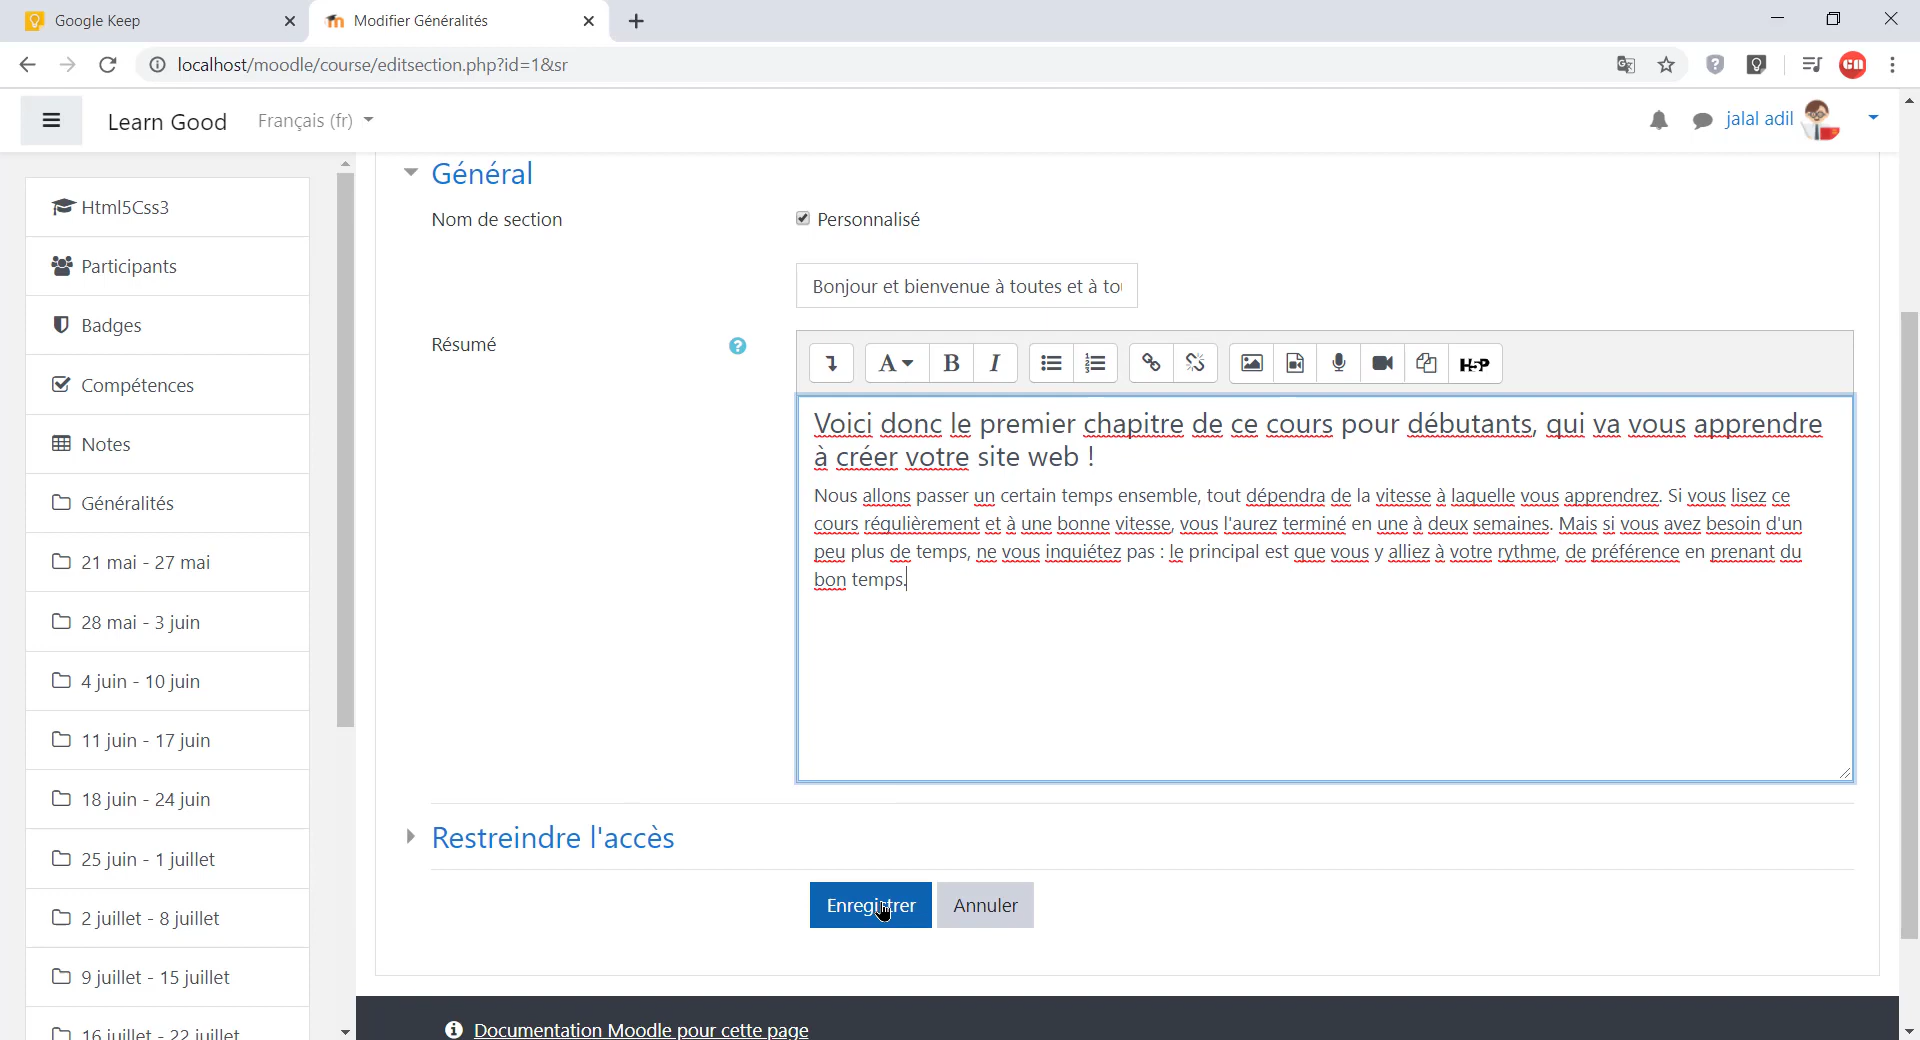 Google Keep
Modifier Généralités
localhost/moodle/course/editsection.php?id=1&sr
Learn Good
Français (fr)
jalal adil
Html5Css3
Participants
Badges
Compétences
Notes
Généralités
21 mai - 27 mai
28 mai - 3 juin
4 juin - 10 juin
11 juin - 17 juin
18 juin - 24 juin
25 juin - 1 juillet
2 juillet - 8 juillet
9 juillet - 15 juillet
16 juillet - 22 juillet
Général
Nom de section
Personnalisé
Bonjour et bienvenue à toutes et à to
Résumé
A B I
H5P
Voici donc le premier chapitre de ce cours pour débutants, qui va vous apprendre
à créer votre site web !
Nous allons passer un certain temps ensemble, tout dépendra de la vitesse à laquelle vous apprendrez. Si vous lisez ce
cours régulièrement et à une bonne vitesse, vous l'aurez terminé en une à deux semaines. Mais si vous avez besoin d'un
peu plus de temps, ne vous inquiétez pas : le principal est que vous y alliez à votre rythme, de préférence en prenant du
bon temps.
Restreindre l'accès
Enregistrer
Annuler
Documentation Moodle pour cette page